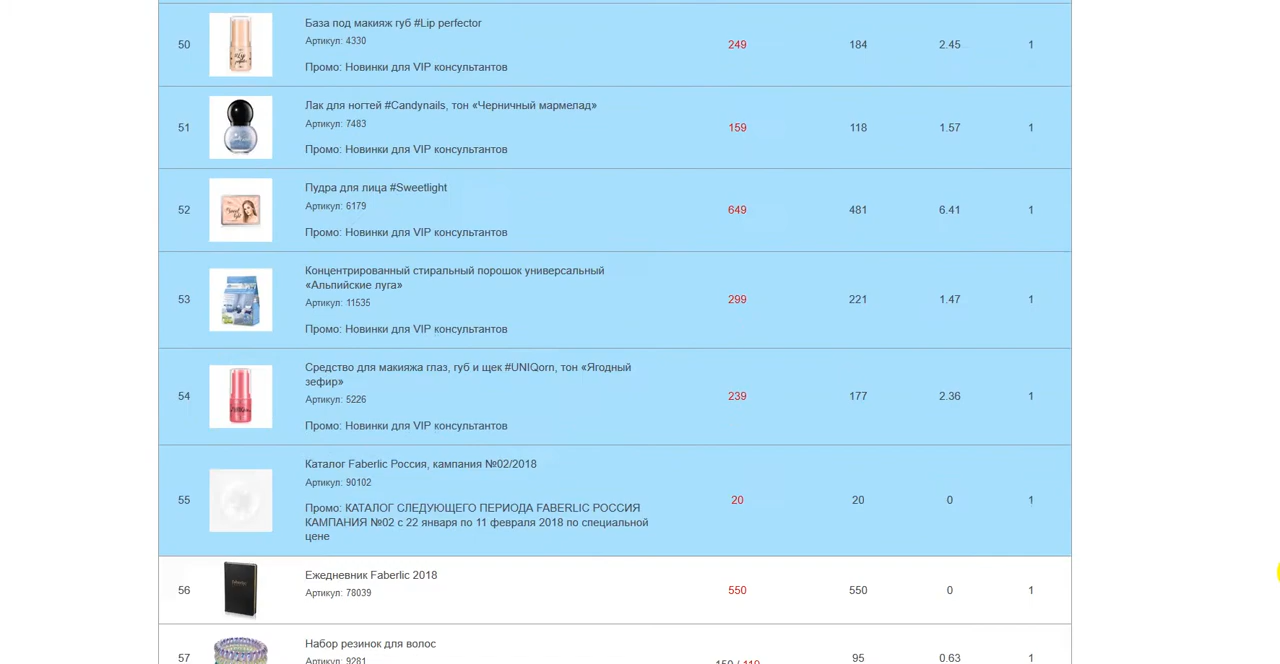 50
База под макияж губ #Lip perfector
Артикул: 4330
Промо: Новинки для VIP консультантов
249
184
2.45
1
51
Лак для ногтей #Candynails, тон «Черничный мармелад»
Артикул: 7483
Промо: Новинки для VIP консультантов
159
118
1.57
1
52
Пудра для лица #Sweetlight
Артикул: 6179
Промо: Новинки для VIP консультантов
649
481
6.41
1
53
Концентрированный стиральный порошок универсальный
«Альпийские луга»
Артикул: 11535
Промо: Новинки для VIP консультантов
299
221
1.47
1
54
Средство для макияжа глаз, губ и щек #UNIQorn, тон «Ягодный
зефир»
Артикул: 5226
Промо: Новинки для VIP консультантов
239
177
2.36
1
55
Каталог Faberlic Россия, кампания №02/2018
Артикул: 90102
Промо: КАТАЛОГ СЛЕДУЮЩЕГО ПЕРИОДА FABERLIC РОССИЯ
КАМПАНИЯ №02 с 22 января по 11 февраля 2018 по специальной
цене
20
20
0
1
56
Ежедневник Faberlic 2018
Артикул: 78039
550
550
0
1
57
Набор резинок для волос
Артикул: 9281
95
0.63
1